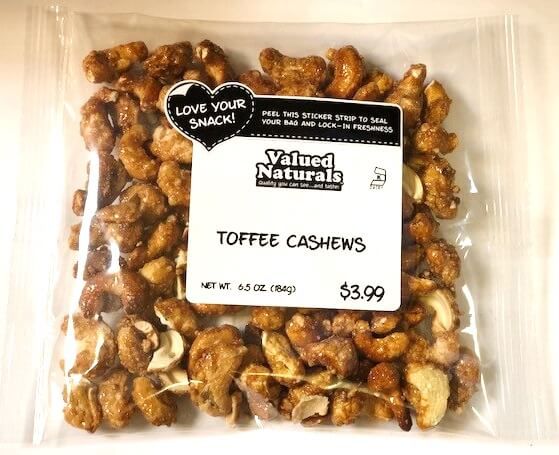 LOVE YOUR
SNACK!
PEEL THIS STICKER STRIP TO SEAL
YOUR BAG AND LOCK-IN FRESHNESS
Valued
Naturals
Quality you can see...and taste!
TOFFEE CASHEWS
NET WT. 6.5 OZ (184g)
$3.99